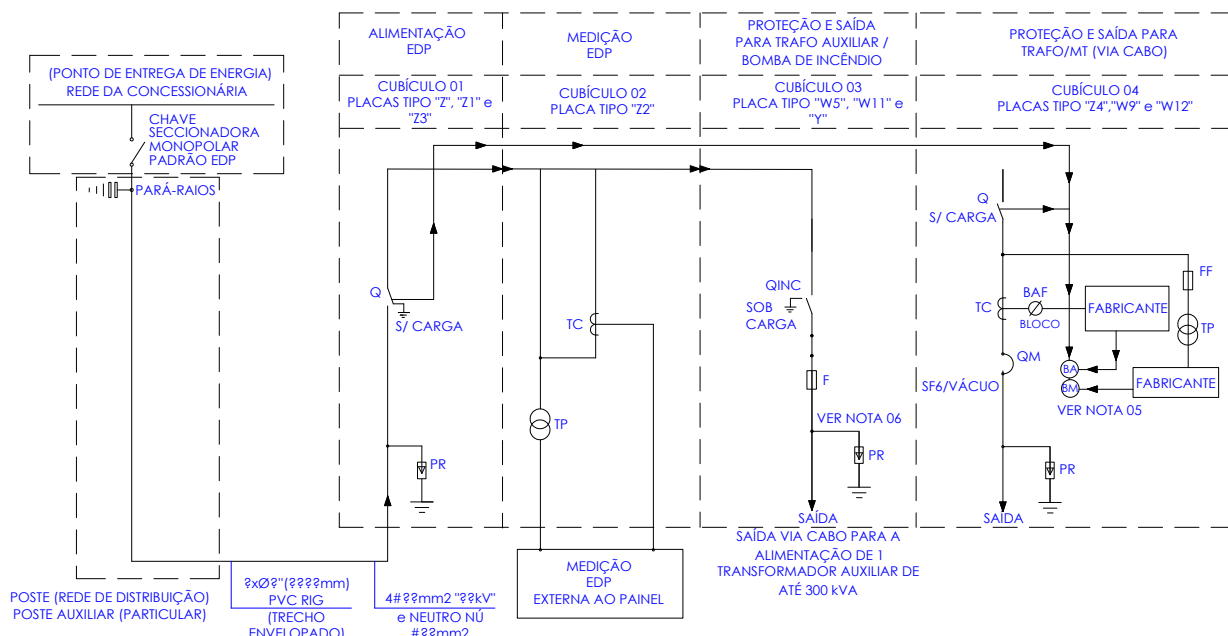 ALIMENTAÇÃO
EDP
MEDIÇÃO
EDP
PROTEÇÃO E SAÍDA
PARA TRAFO AUXILIAR /
BOMBA DE INCÊNDIO
PROTEÇÃO E SAÍDA PARA
TRAFO/MT (VIA CABO)
(PONTO DE ENTREGA DE ENERGIA)
REDE DA CONCESSIONÁRIA
CHAVE
SECCIONADORA
MONOPOLAR
PADRÃO EDP
CUBÍCULO 01
PLACAS TIPO "Z", "Z1" e
"Z3"
CUBÍCULO 02
PLACA TIPO "Z2"
CUBÍCULO 03
PLACA TIPO "W5", "W11" e
"Y"
CUBÍCULO 04
PLACAS TIPO "Z4","W9" e "W12"
PARÁ-RAIOS
Q
S/ CARGA
TC
TP
PR
QINC
SOB
CARGA
F
VER NOTA 06
PR
SAÍDA
Q
S/ CARGA
FF
BAF
TC
BLOCO
FABRICANTE
TP
QM
SF6/VÁCUO
BA
BM
FABRICANTE
VER NOTA 05
PR
SAÍDA
SAÍDA VIA CABO PARA A
ALIMENTAÇÃO DE 1
TRANSFORMADOR AUXILIAR DE
ATÉ 300 kVA
MEDIÇÃO
EDP
EXTERNA AO PAINEL
POSTE (REDE DE DISTRIBUIÇÃO)
POSTE AUXILIAR (PARTICULAR)
?xØ?"(????mm)
PVC RIG
(TRECHO
ENVELOPADO)
4#??mm2 "??kV"
e NEUTRO NÚ
#??mm2